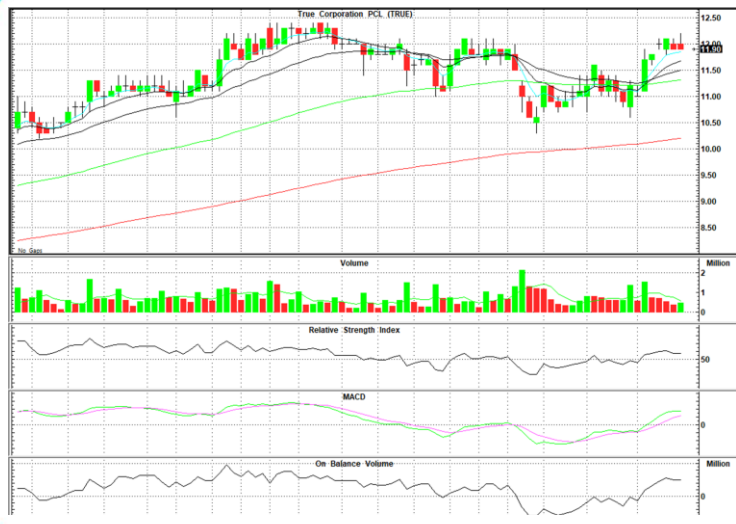 True Corporation PCL (TRUE)
12.50
12.00
11.90
11.50
11.00
10.50
10.00
9.50
9.00
8.50
No Gaps
Volume
Million
2
1
0
Relative Strength Index
50
MACD
0
On Balance Volume
Million
0